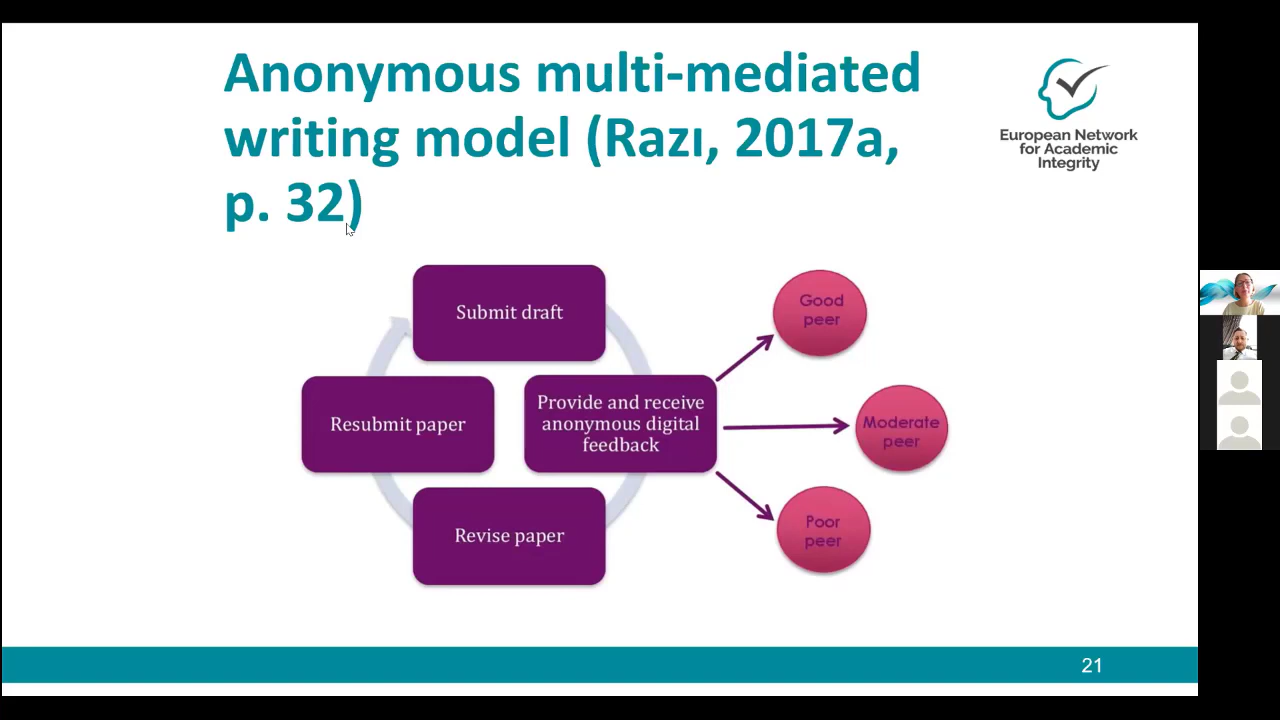 Anonymous multi-mediated
writing model (Razı, 2017a,
p. 32)
European Network
for Academic
Integrity
Submit draft
Provide and receive
anonymous digital
feedback
Revise paper
Resubmit paper
Good
peer
Moderate
peer
Poor
peer
21